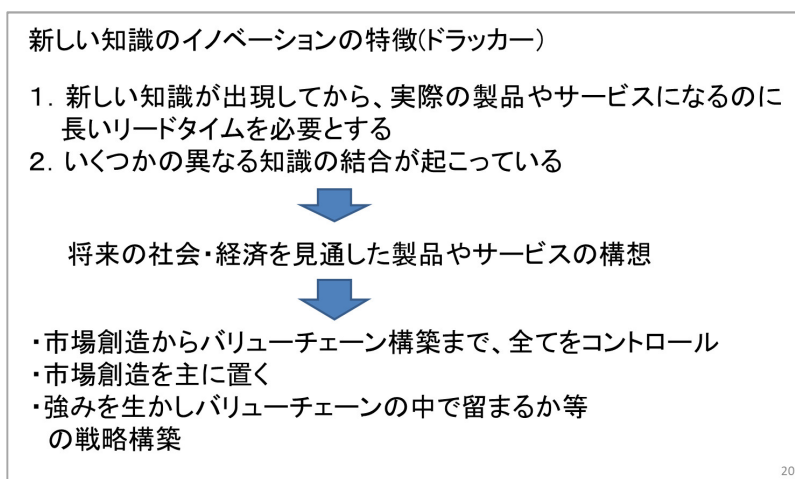 新しい知識のイノベーションの特徴(ドラッカー)
1. 新しい知識が出現してから、実際の製品やサービスになるのに
長いリードタイムを必要とする
2. いくつかの異なる知識の結合が起こっている
将来の社会・経済を見通した製品やサービスの構想
・市場創造からバリューチェーン構築まで、全てをコントロール
・市場創造を主に置く
・強みを生かしバリューチェーンの中で留まるか等
の戦略構築
20